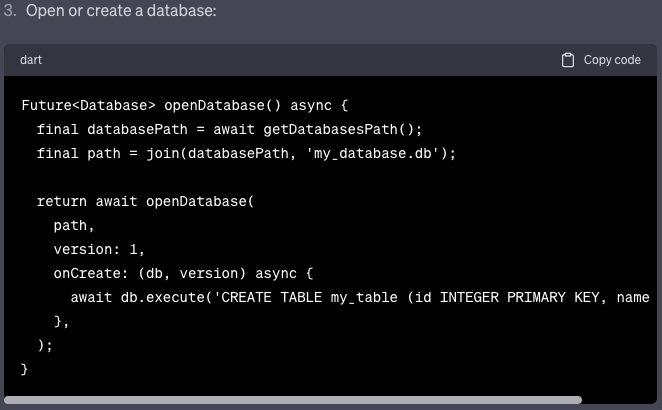 3. Open or create a database:
dart Copy code
Future<Database> openDatabase() async {
  final databasePath = await getDatabasesPath();
  final path = join(databasePath, 'my_database.db');

  return await openDatabase(
    path,
    version: 1,
    onCreate: (db, version) async {
      await db.execute('CREATE TABLE my_table (id INTEGER PRIMARY KEY, name
    },
  );
}